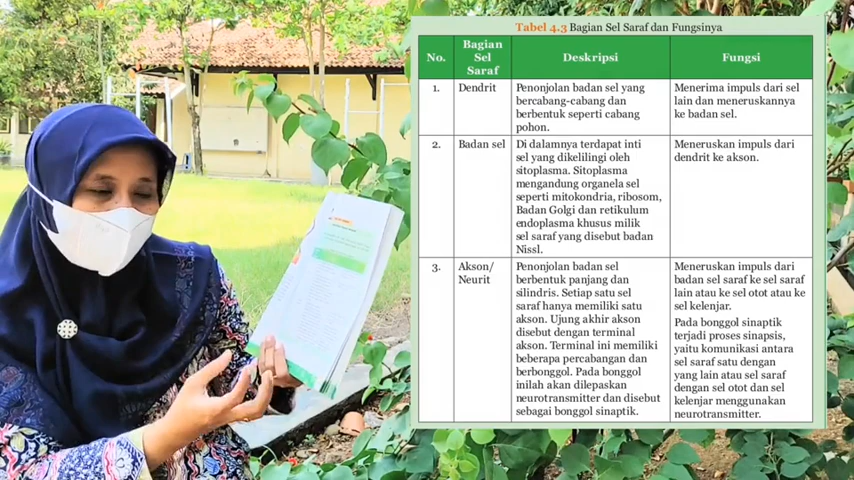 Tabel 4.3 Bagian Sel Saraf dan Fungsinya
No.
Bagian
Sel
Saraf
Deskripsi
Fungsi
1.
Dendrit
Penonjolan badan sel yang
bercabang-cabang dan
berbentuk seperti cabang
pohon.
Menerima impuls dari sel
lain dan meneruskannya
ke badan sel.
2.
Badan sel
Di dalamnya terdapat inti
sel yang dikelilingi oleh
sitoplasma. Sitoplasma
mengandung organela sel
seperti mitokondria, ribosom,
Badan Golgi dan retikulum
endoplasma khusus milik
sel saraf yang disebut badan
Nissl.
Meneruskan impuls dari
dendrit ke akson.
3.
Akson/
Neurit
Penonjolan badan sel
berbentuk panjang dan
silindris. Setiap satu sel
saraf hanya memiliki satu
akson. Ujung akhir akson
disebut dengan terminal
akson. Terminal ini memiliki
beberapa percabangan dan
berbonggol. Pada bonggol
inilah akan dilepaskan
neurotransmitter dan disebut
sebagai bonggol sinaptik.
Meneruskan impuls dari
badan sel saraf ke sel saraf
lain atau ke sel otot atau ke
sel kelenjar.
Pada bonggol sinaptik
terjadi proses sinapsis,
yaitu komunikasi antara
sel saraf satu dengan
yang lain atau sel saraf
dengan sel otot dan sel
kelenjar menggunakan
neurotransmitter.